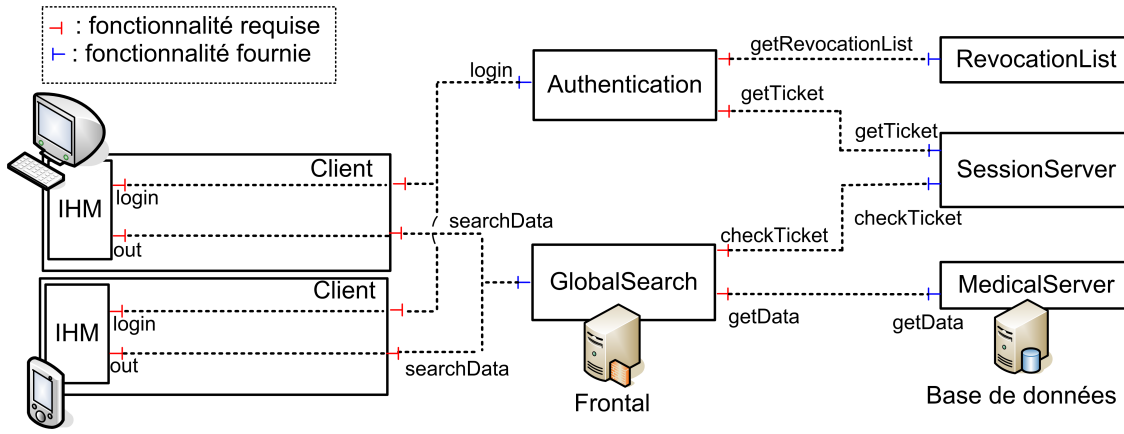 : fonctionnalité requise
: fonctionnalité fournie
getRevocationList
RevocationList
login
Authentication
getTicket
getTicket
SessionServer
checkTicket
Client
IHM
login
out
searchData
checkTicket
GlobalSearch
getData
MedicalServer
getData
Client
IHM
login
out
searchData
Frontal
Base de données